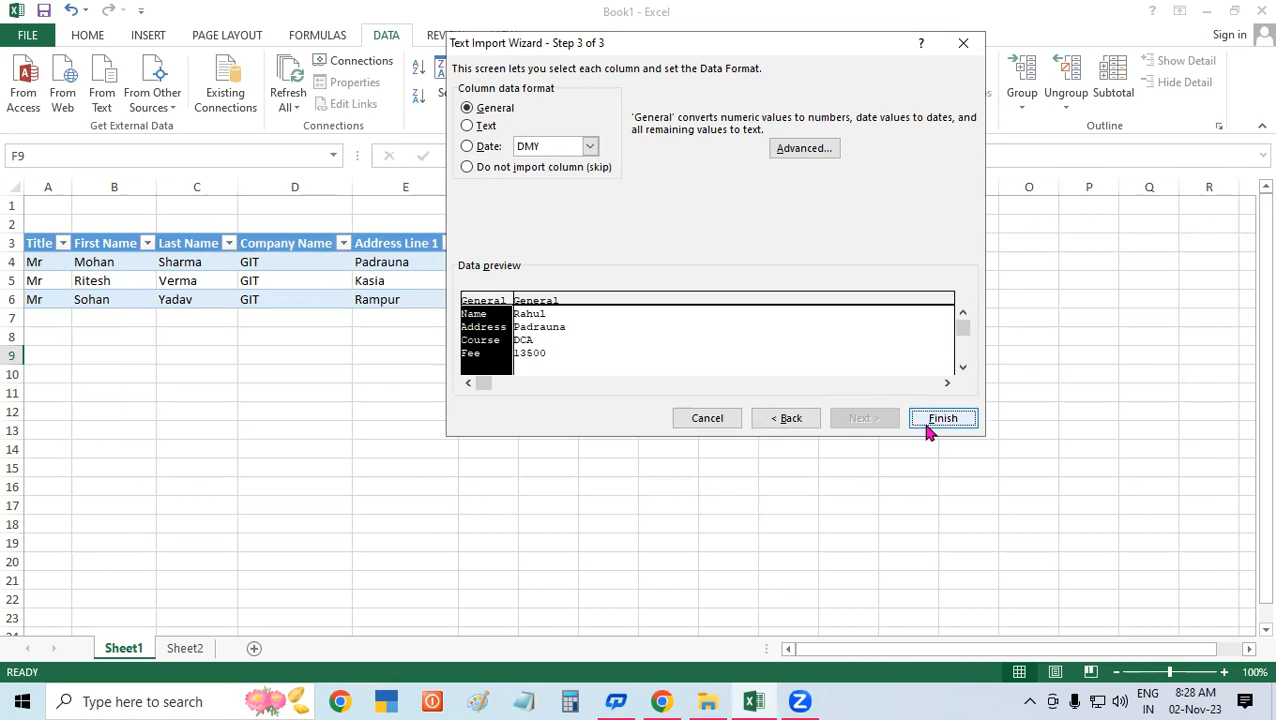 Book1 - Excel
FILE HOME INSERT PAGE LAYOUT FORMULAS DATA
Sign in
From Access
From Web
From Text
From Other Sources
Existing Connections
Refresh All
Connections
Properties
Edit Links
Get External Data
Connections
Group
Ungroup
Subtotal
Show Detail
Hide Detail
Outline
F9
A B C D E O P Q R
1
2
3 Title First Name Last Name Company Name Address Line 1
4 Mr Mohan Sharma GIT Padrauna
5 Mr Ritesh Verma GIT Kasia
6 Mr Sohan Yadav GIT Rampur
7
8
9
10
11
12
13
14
15
16
17
18
19
20
21
22
23
Text Import Wizard - Step 3 of 3
This screen lets you select each column and set the Data Format.
Column data format
General
Text
Date: DMY
Do not import column (skip)
'General' converts numeric values to numbers, date values to dates, and
all remaining values to text.
Advanced...
Data preview
General General
Name Rahul
Address Padrauna
Course DCA
Fee 13500
Cancel < Back Next > Finish
Sheet1 Sheet2
READY 100%
Type here to search
ENG
IN
8:28 AM
02-Nov-23